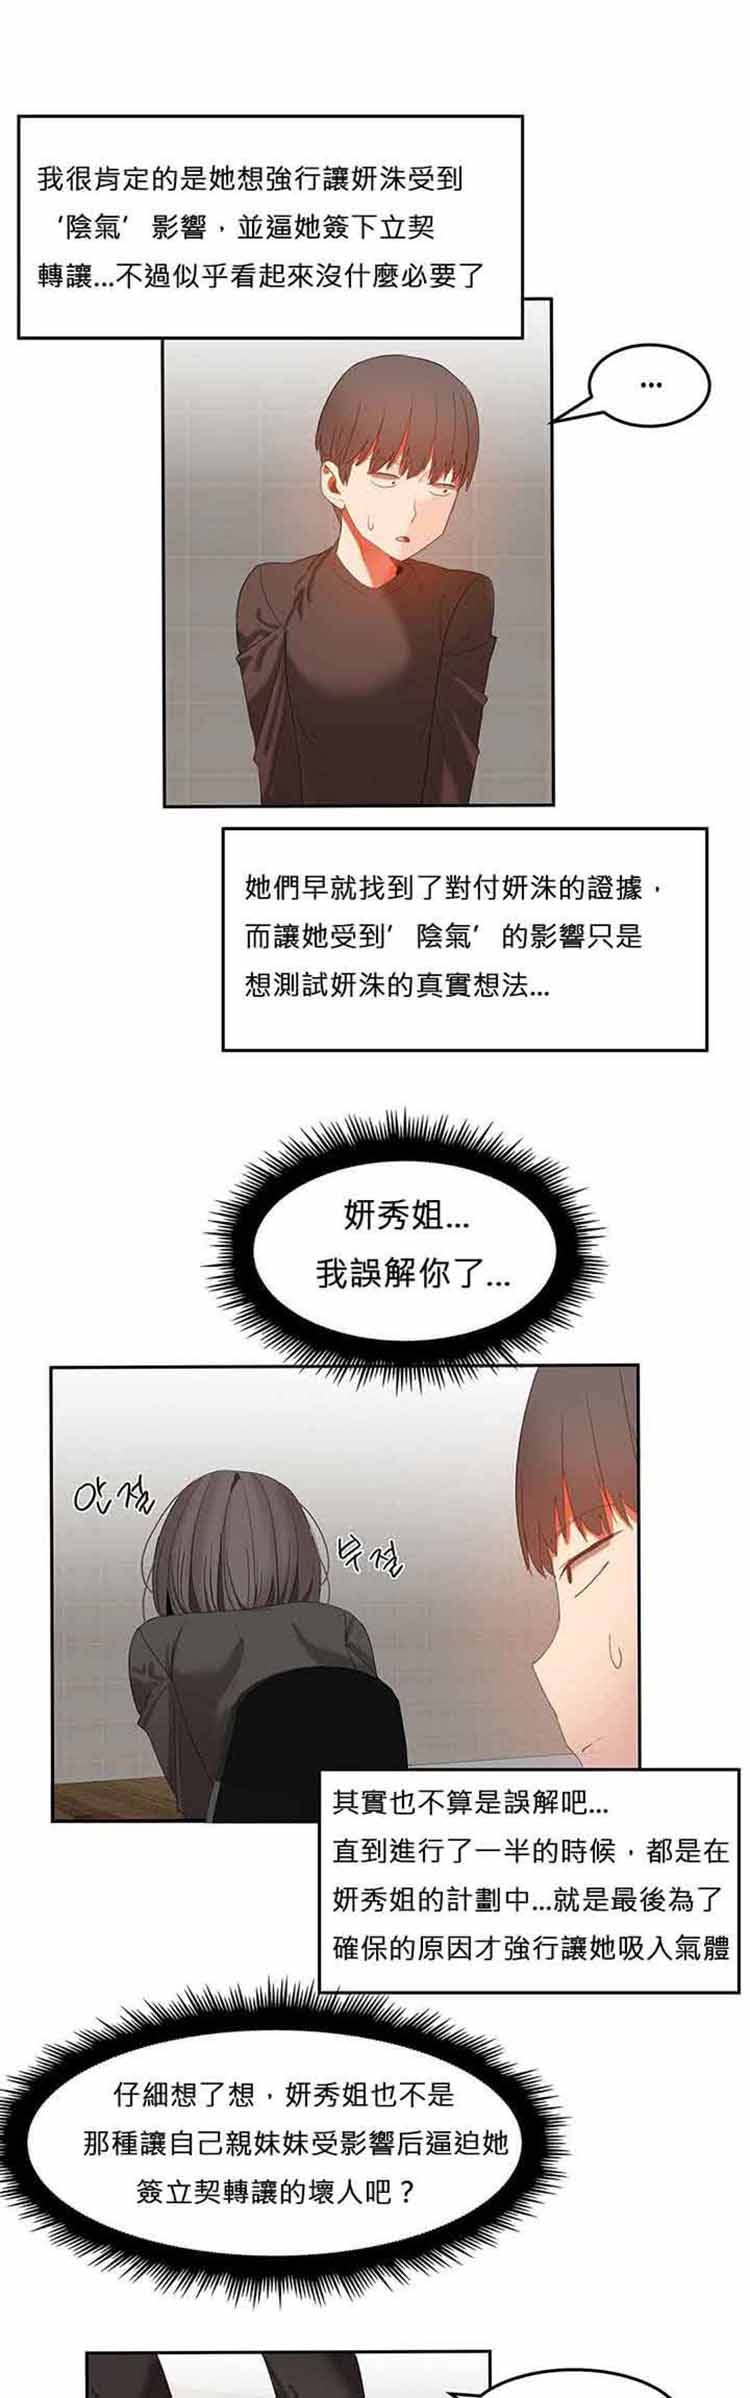 我很肯定的是她想強行讓妍洙受到
‘陰氣’影響，並逼她簽下立契
轉讓...不過似乎看起來沒什麼必要了
...
她們早就找到了對付妍洙的證據，
而讓她受到’陰氣’的影響只是
想測試妍洙的真實想法...
妍秀姐...
我誤解你了...
안절
부절
其實也不算是誤解吧...
直到進行了一半的時候，都是在
妍秀姐的計劃中...就是最後為了
確保的原因才強行讓她吸入氣體
仔細想了想，妍秀姐也不是
那種讓自己親妹妹受影響后逼迫她
簽立契轉讓的壞人吧？